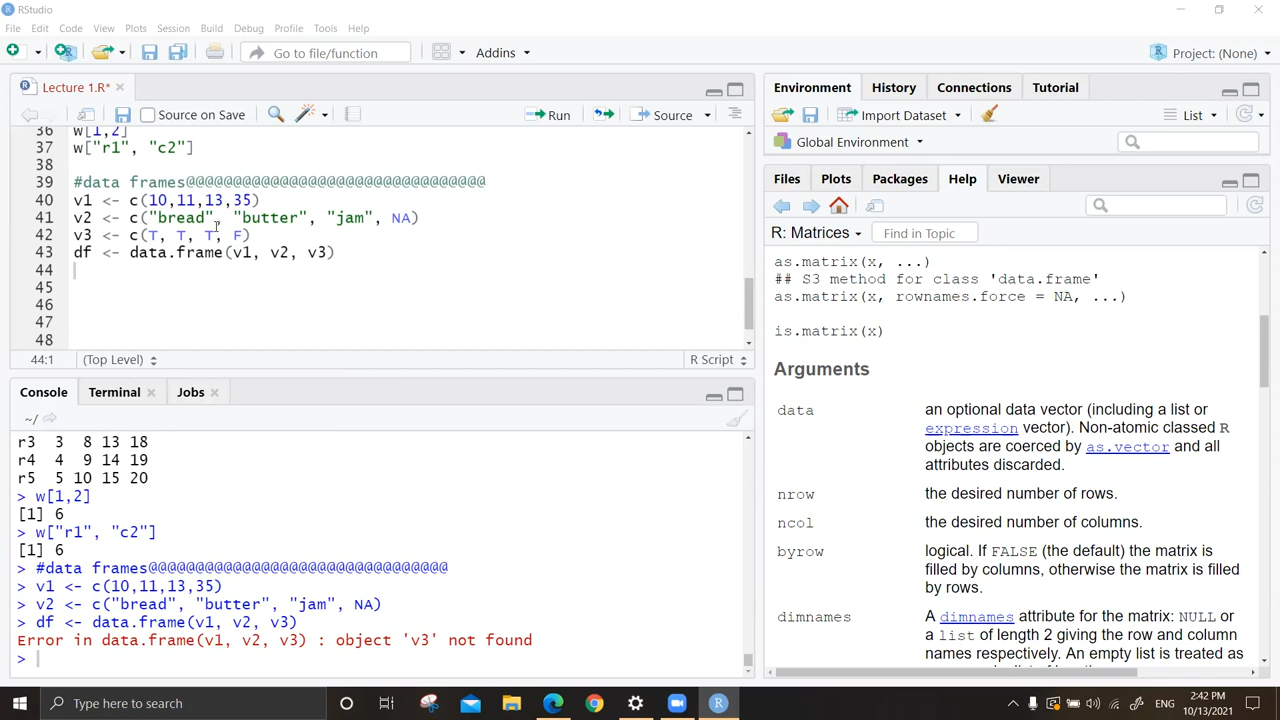 RStudio
File Edit Code View Plots Session Build Debug Profile Tools Help
Go to file/function Addins Project: (None)
Lecture 1.R*
Source on Save Run Source
36 w[1,2]
37 w["r1", "c2"]
38
39 #data frames@@@@@@@@@@@@@@@@@@@@@@@@@@@@@@@@
40 v1 <- c(10,11,13,35)
41 v2 <- c("bread", "butter", "jam", NA)
42 v3 <- c(T, T, T, F)
43 df <- data.frame(v1, v2, v3)
44
45
46
47
48
44:1 (Top Level) R Script
Console Terminal Jobs
~/
r3 3 8 13 18
r4 4 9 14 19
r5 5 10 15 20
> w[1,2]
[1] 6
> w["r1", "c2"]
[1] 6
> #data frames@@@@@@@@@@@@@@@@@@@@@@@@@@@@@@@@
> v1 <- c(10,11,13,35)
> v2 <- c("bread", "butter", "jam", NA)
> df <- data.frame(v1, v2, v3)
Error in data.frame(v1, v2, v3) : object 'v3' not found
>
Environment History Connections Tutorial
Import Dataset List
Global Environment
Files Plots Packages Help Viewer
R: Matrices Find in Topic
as.matrix(x, ...)
## S3 method for class 'data.frame'
as.matrix(x, rownames.force = NA, ...)
is.matrix(x)
Arguments
data an optional data vector (including a list or
expression vector). Non-atomic classed R
objects are coerced by as.vector and all
attributes discarded.
nrow the desired number of rows.
ncol the desired number of columns.
byrow logical. If FALSE (the default) the matrix is
filled by columns, otherwise the matrix is filled
by rows.
dimnames A dimnames attribute for the matrix: NULL or
a list of length 2 giving the row and column
names respectively. An empty list is treated as
Type here to search
ENG
2:42 PM
10/13/2021